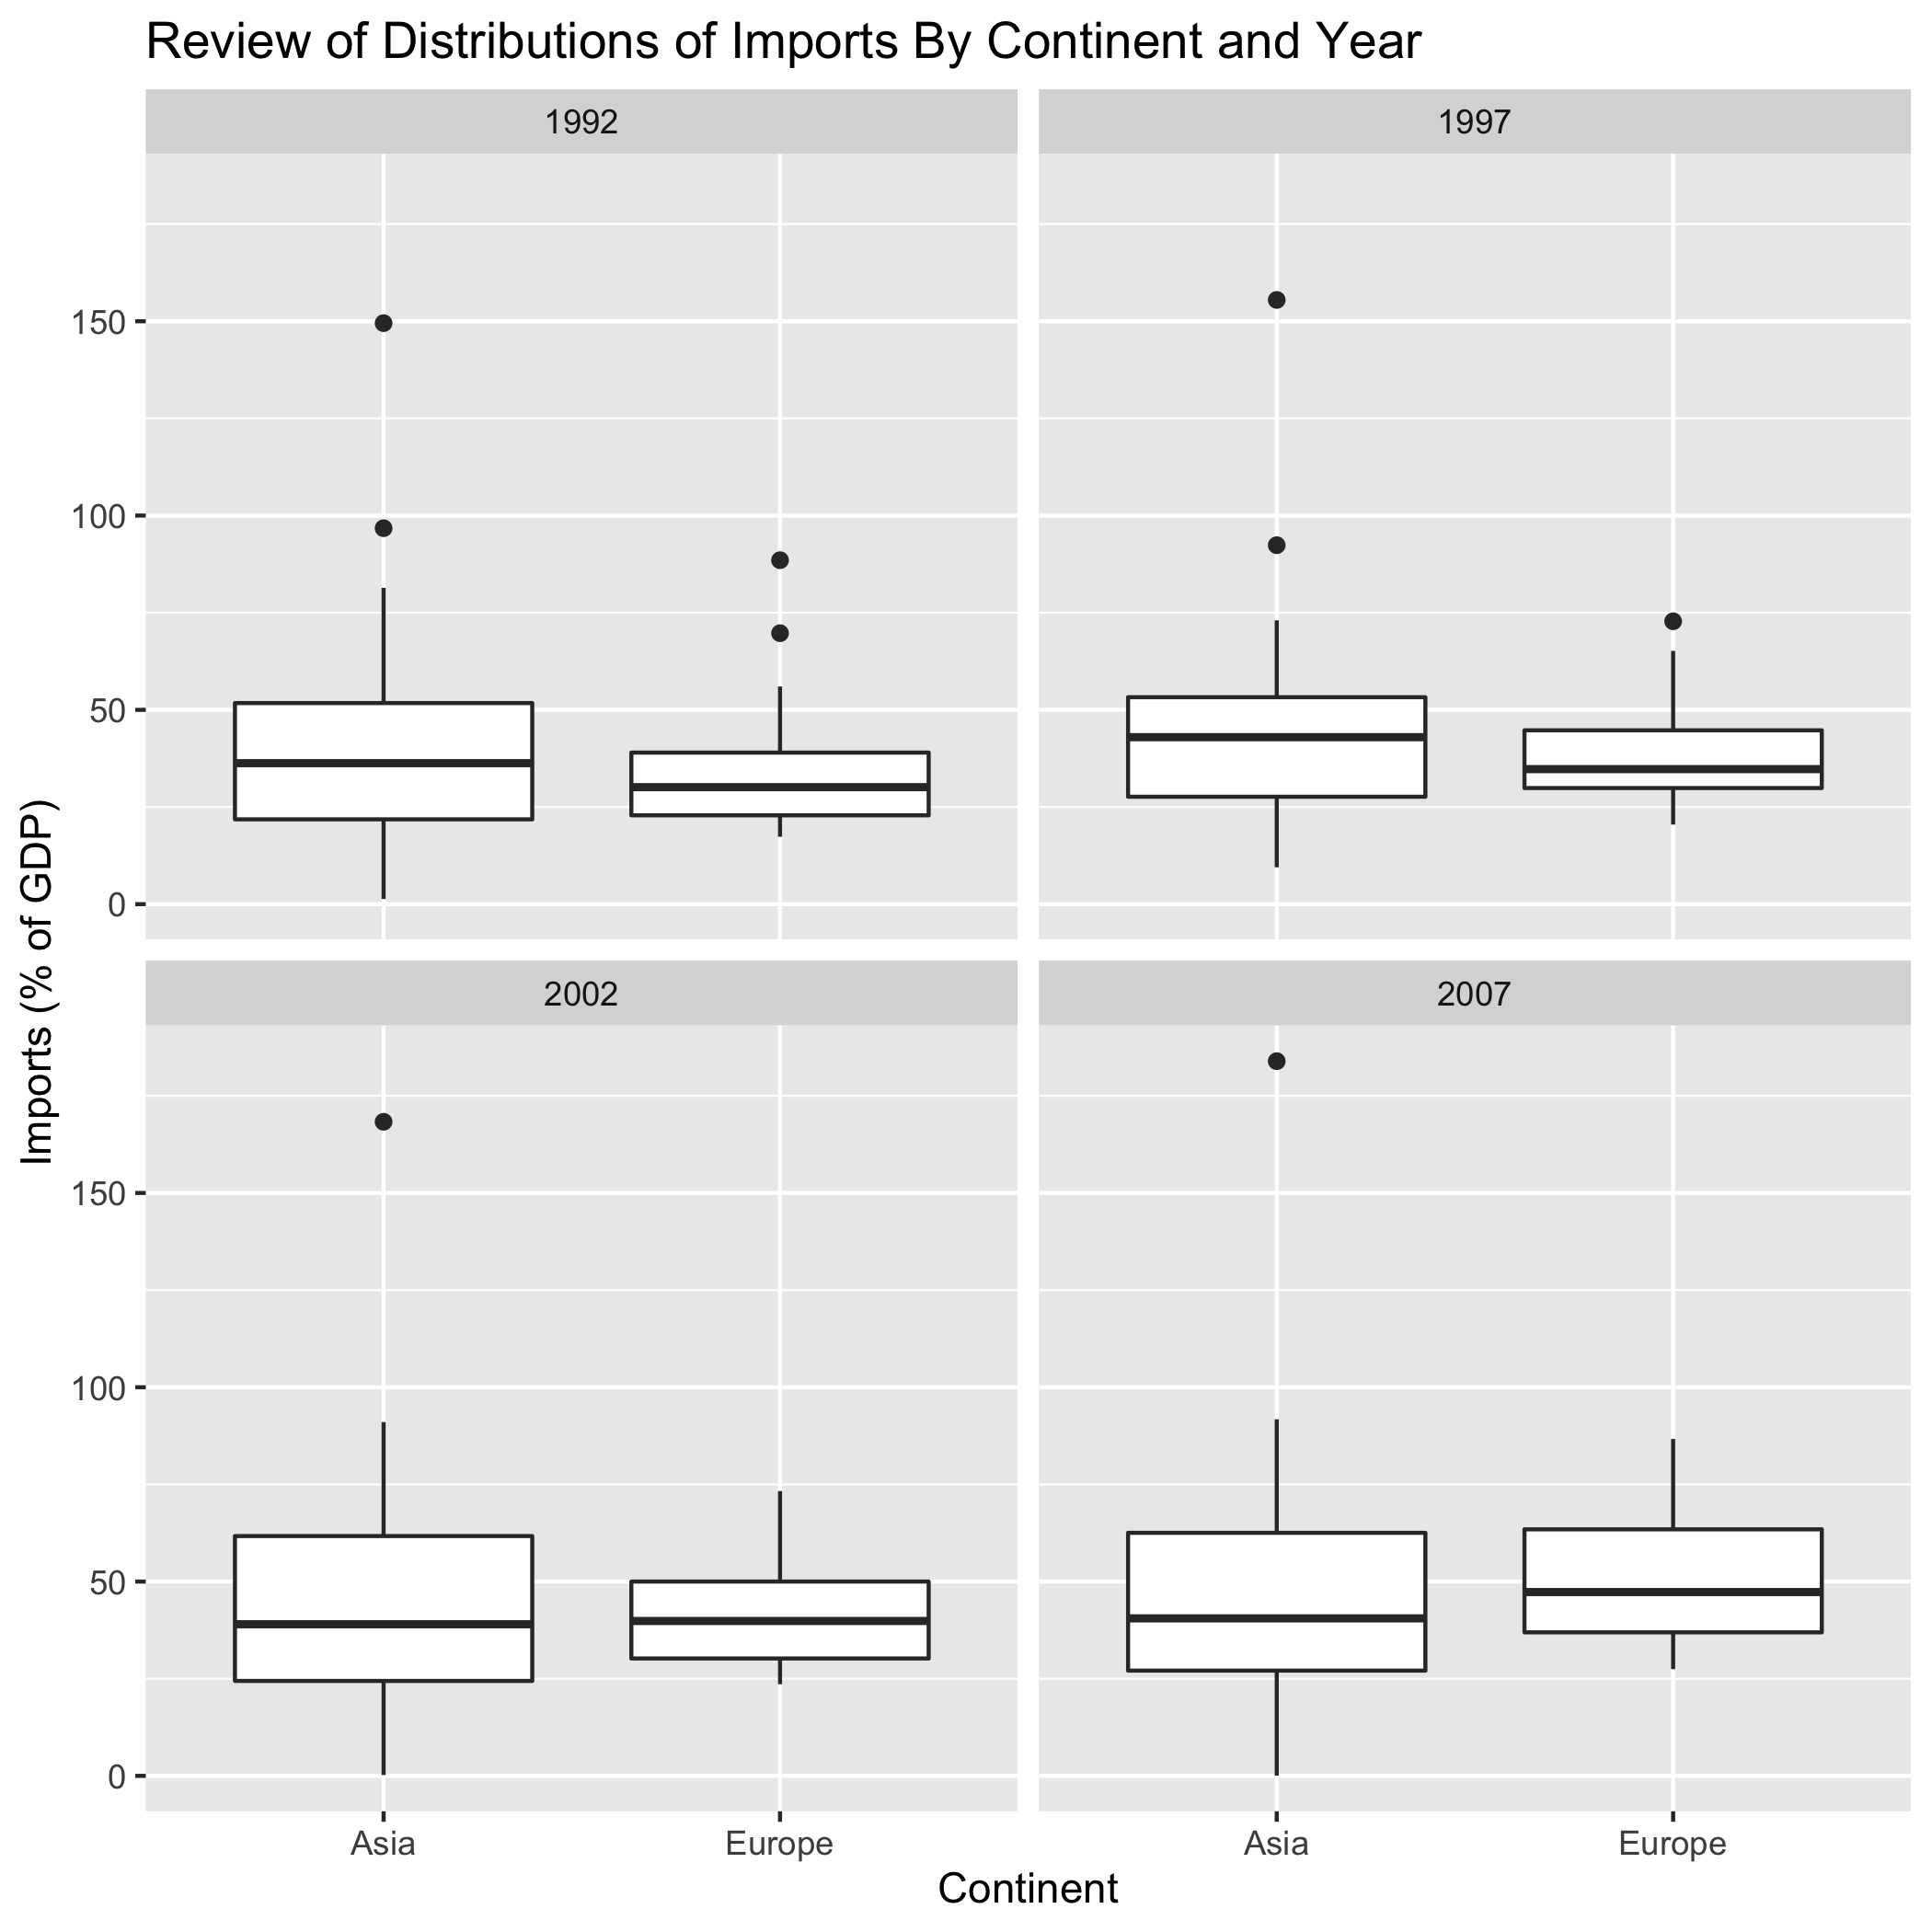 Review of Distributions of Imports By Continent and Year
1992
1997
150
100
50
0
Imports (% of GDP)
2002
2007
150
100
50
0
Asia
Europe
Asia
Europe
Continent